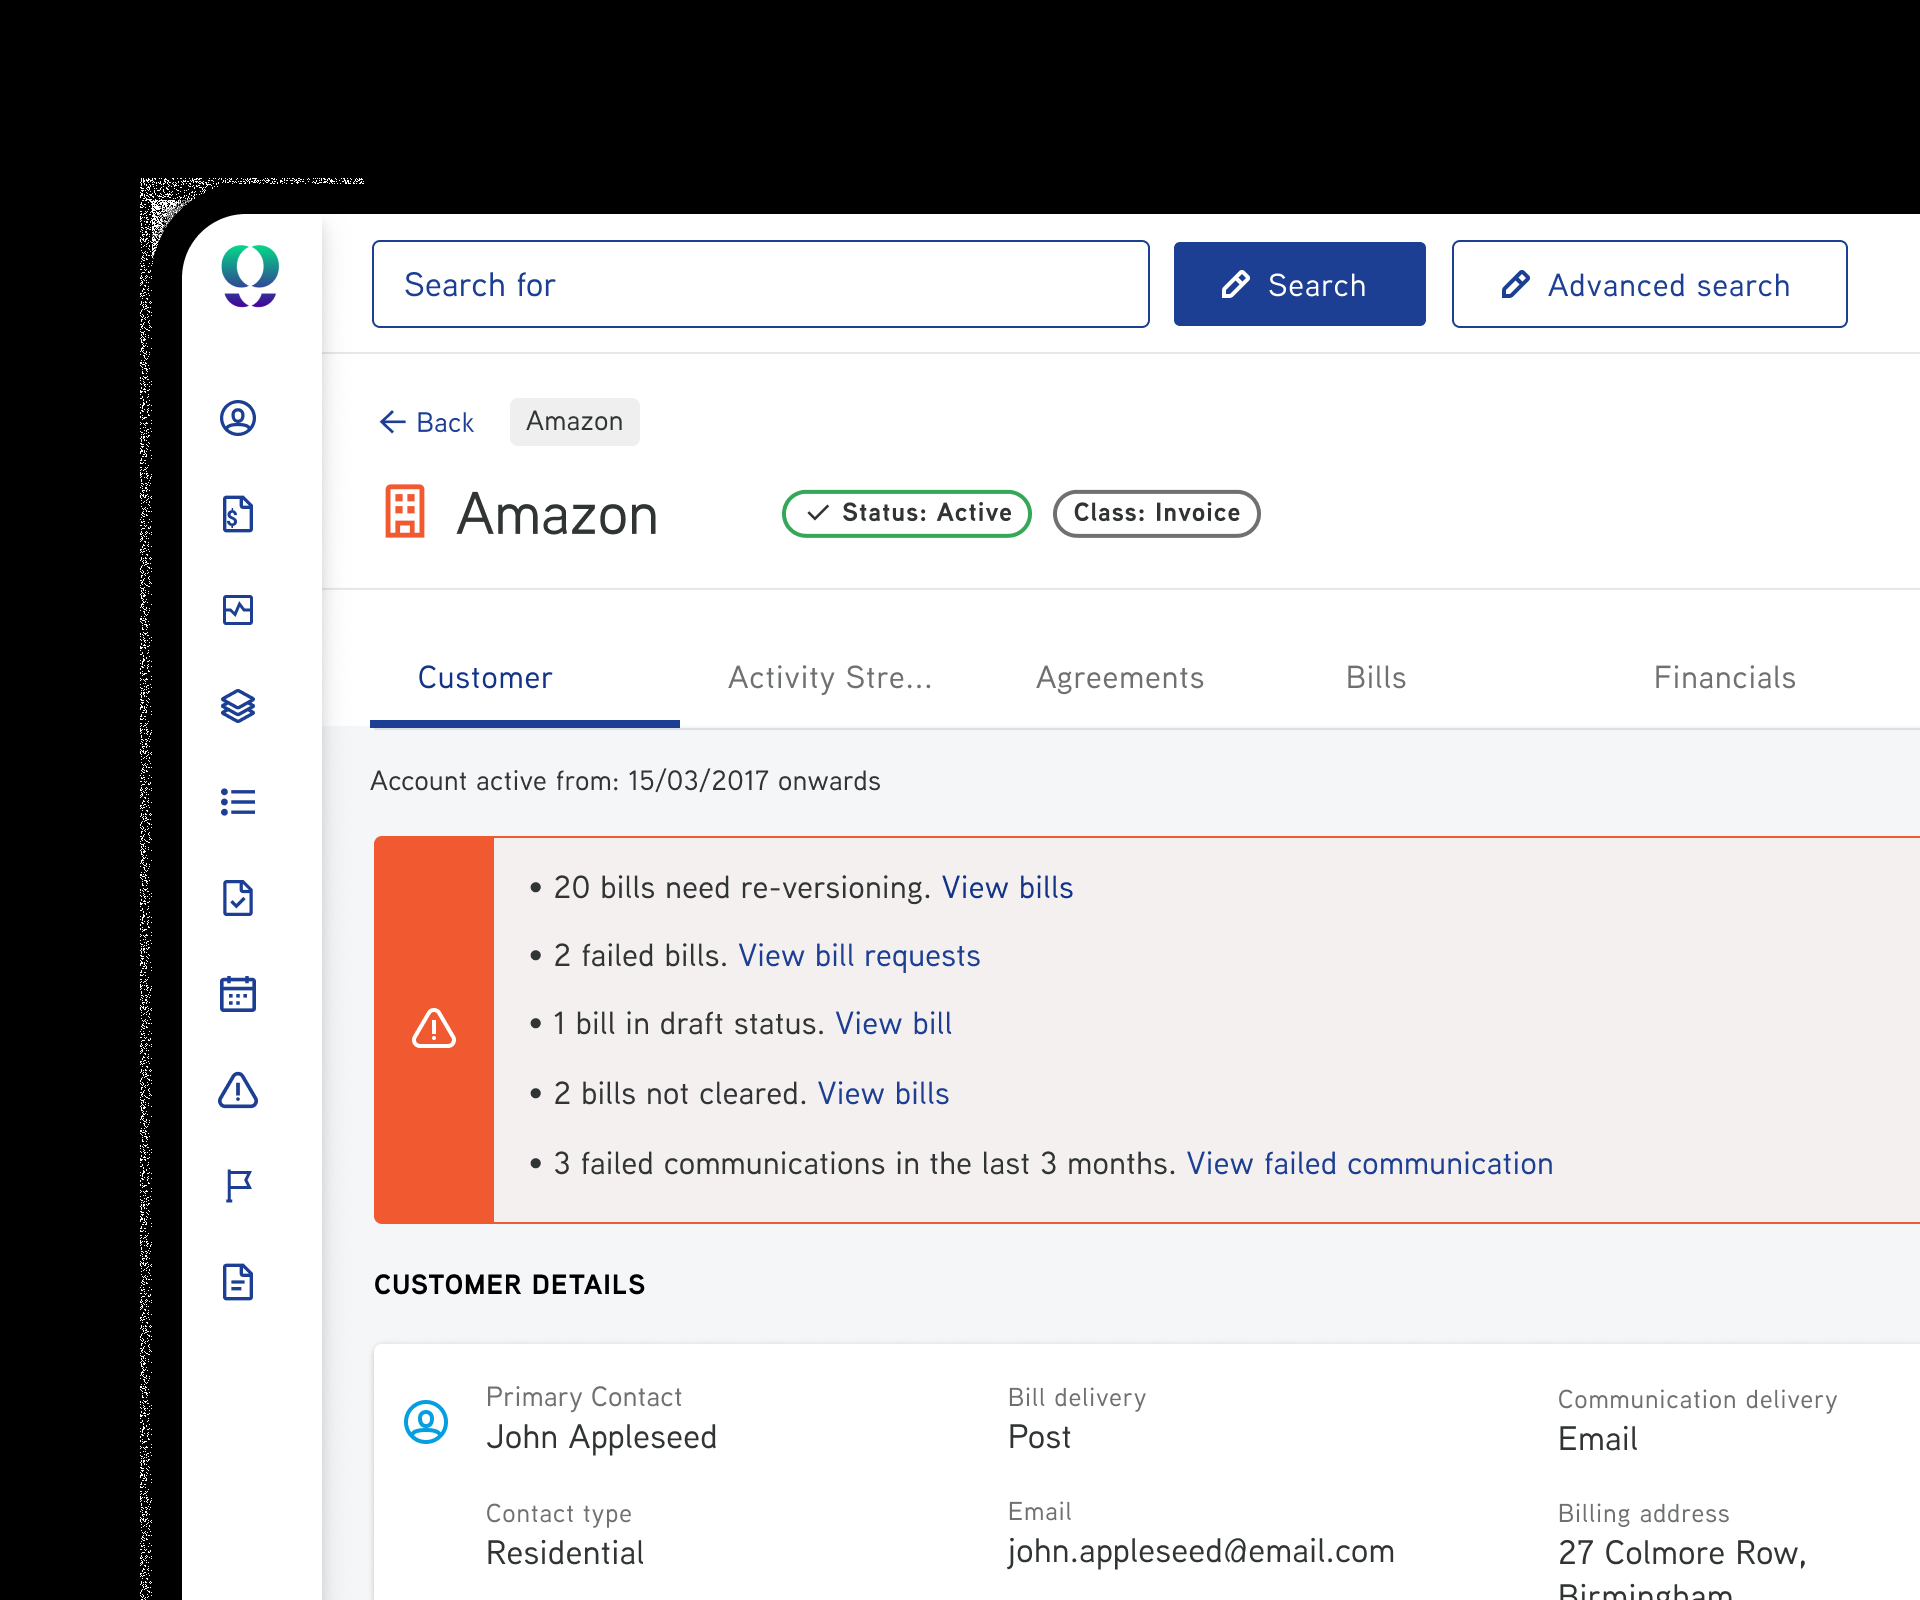 Search for
Search
Advanced search
Back
Amazon
Amazon
Status: Active
Class: Invoice
Customer
Activity Stre...
Agreements
Bills
Financials
Account active from: 15/03/2017 onwards
• 20 bills need re-versioning. View bills
• 2 failed bills. View bill requests
• 1 bill in draft status. View bill
• 2 bills not cleared. View bills
• 3 failed communications in the last 3 months. View failed communication
CUSTOMER DETAILS
Primary Contact
John Appleseed
Bill delivery
Post
Communication delivery
Email
Contact type
Residential
Email
john.appleseed@email.com
Billing address
27 Colmore Row,
Birmingham